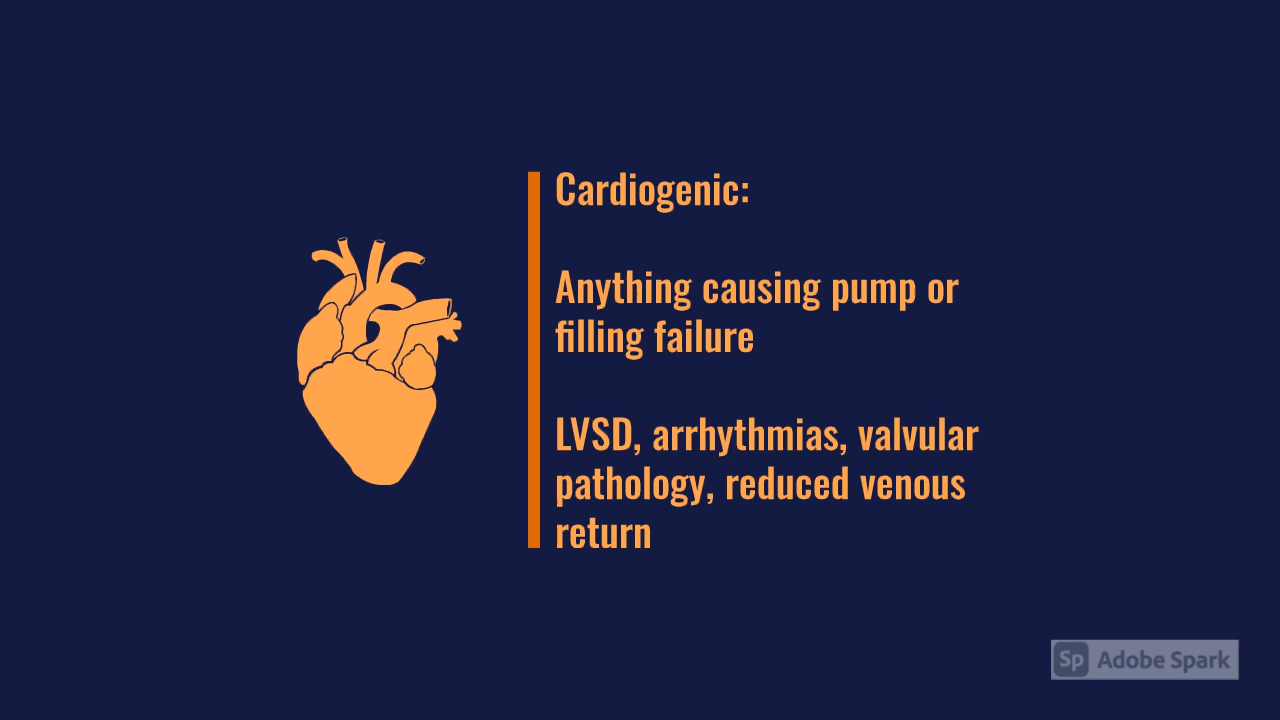 Cardiogenic:
Anything causing pump or
filling failure
LVSD, arrhythmias, valvular
pathology, reduced venous
return
Sp Adobe Spark